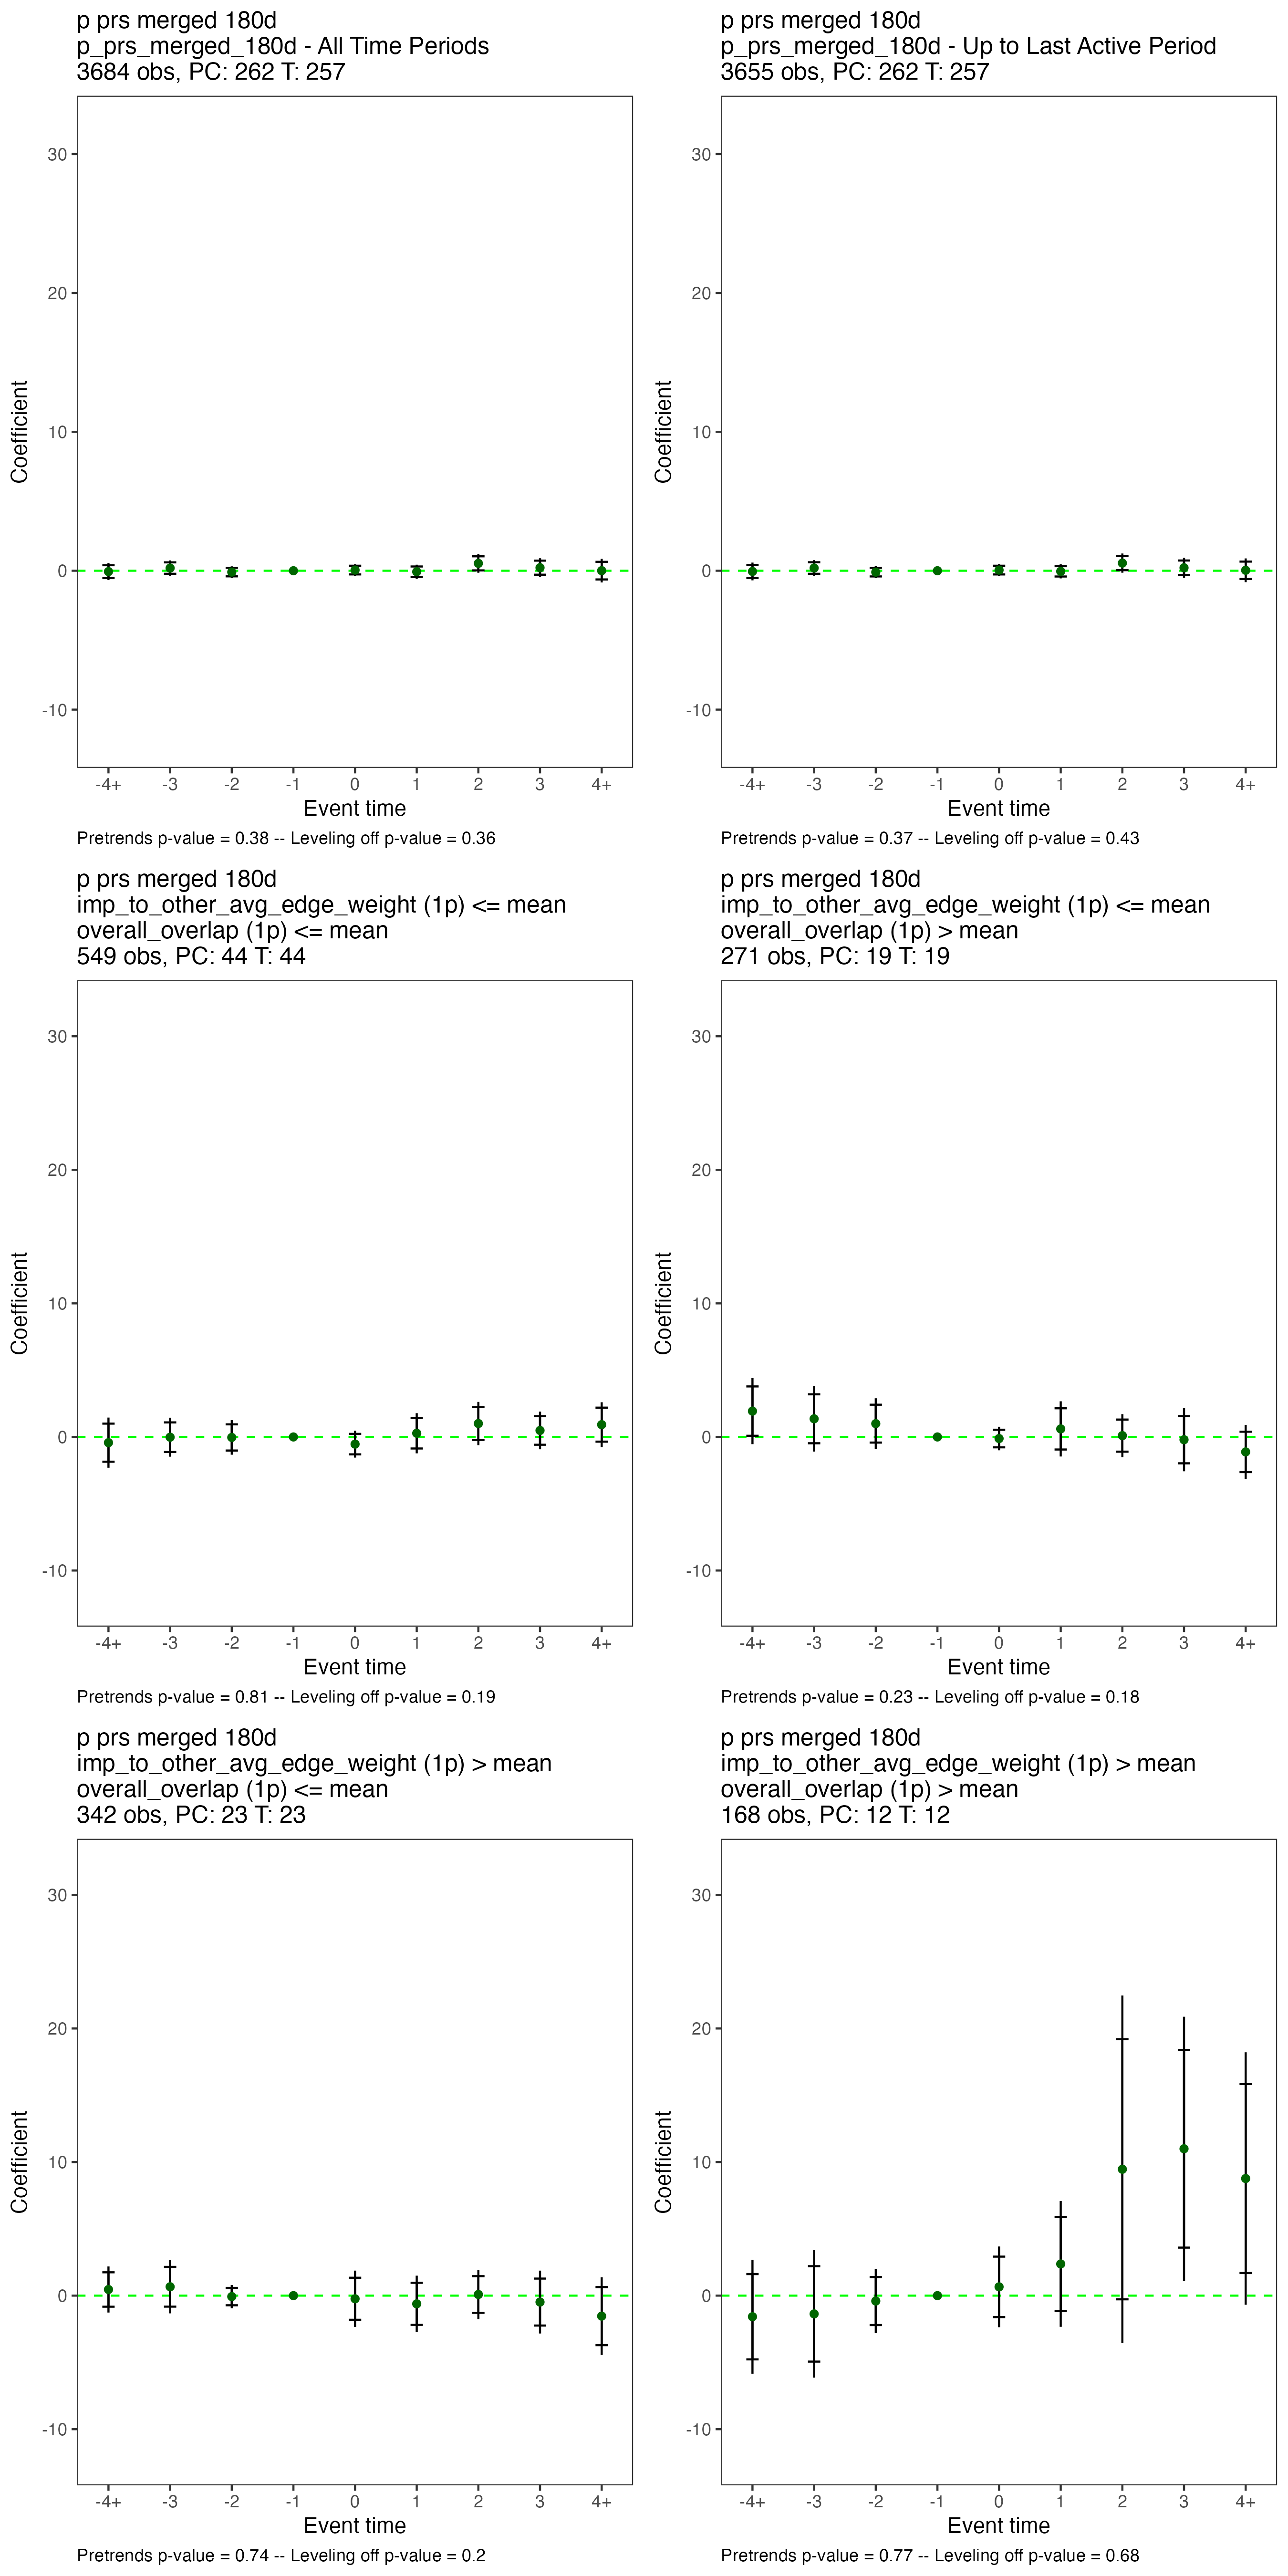 p prs merged 180d
p_prs_merged_180d - All Time Periods
3684 obs, PC: 262 T: 257
30
20
10
0
-10
Coefficient
-4+ -3 -2 -1 0 1 2 3 4+
Event time
Pretrends p-value = 0.38 -- Leveling off p-value = 0.36
p prs merged 180d
p_prs_merged_180d - Up to Last Active Period
3655 obs, PC: 262 T: 257
30
20
10
0
-10
Coefficient
-4+ -3 -2 -1 0 1 2 3 4+
Event time
Pretrends p-value = 0.37 -- Leveling off p-value = 0.43
p prs merged 180d
imp_to_other_avg_edge_weight (1p) <= mean
overall_overlap (1p) <= mean
549 obs, PC: 44 T: 44
30
20
10
0
-10
Coefficient
-4+ -3 -2 -1 0 1 2 3 4+
Event time
Pretrends p-value = 0.81 -- Leveling off p-value = 0.19
p prs merged 180d
imp_to_other_avg_edge_weight (1p) <= mean
overall_overlap (1p) > mean
271 obs, PC: 19 T: 19
30
20
10
0
-10
Coefficient
-4+ -3 -2 -1 0 1 2 3 4+
Event time
Pretrends p-value = 0.23 -- Leveling off p-value = 0.18
p prs merged 180d
imp_to_other_avg_edge_weight (1p) > mean
overall_overlap (1p) <= mean
342 obs, PC: 23 T: 23
30
20
10
0
-10
Coefficient
-4+ -3 -2 -1 0 1 2 3 4+
Event time
Pretrends p-value = 0.74 -- Leveling off p-value = 0.2
p prs merged 180d
imp_to_other_avg_edge_weight (1p) > mean
overall_overlap (1p) > mean
168 obs, PC: 12 T: 12
30
20
10
0
-10
Coefficient
-4+ -3 -2 -1 0 1 2 3 4+
Event time
Pretrends p-value = 0.77 -- Leveling off p-value = 0.68